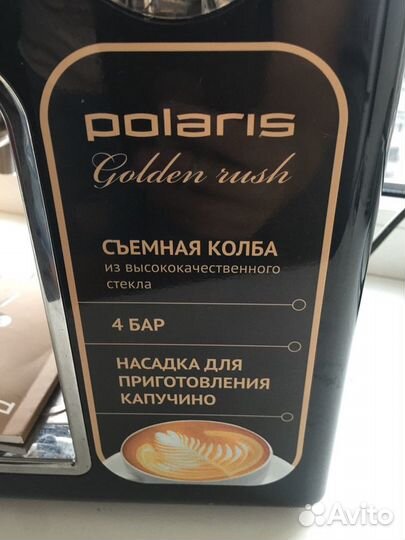 polaris
Golden rush
СЪЕМНАЯ КОЛБА
из высококачественного
стекла
4 БАР
НАСАДКА ДЛЯ
ПРИГОТОВЛЕНИЯ
КАПУЧИНО
Avito